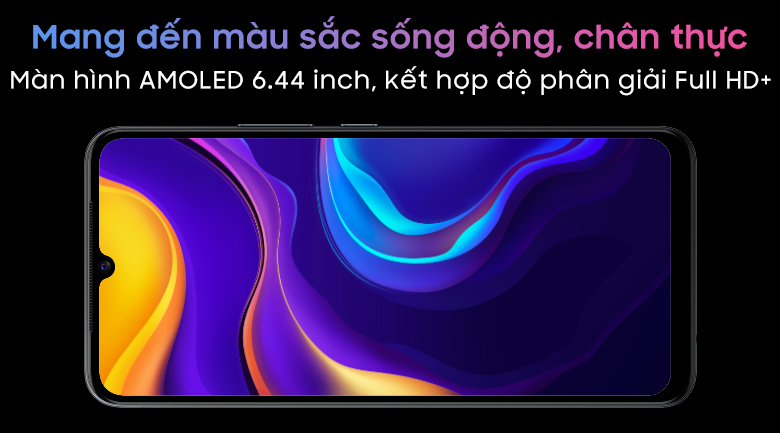 Mang đến màu sắc sống động, chân thực
Màn hình AMOLED 6.44 inch, kết hợp độ phân giải Full HD+